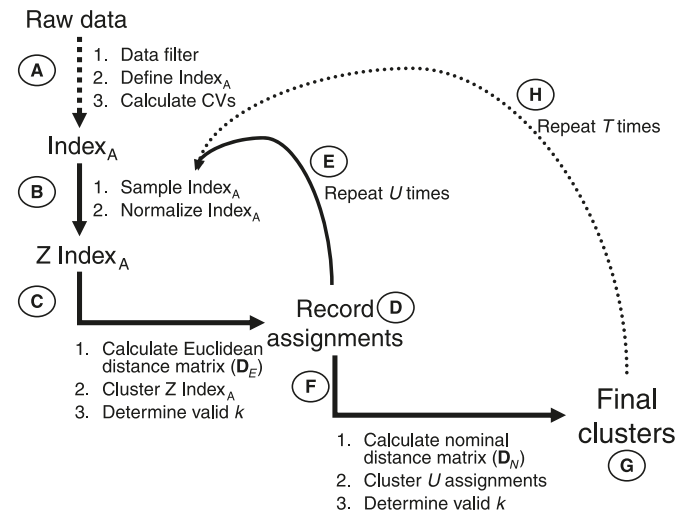 Raw data
A
1. Data filter
2. Define Index_A
3. Calculate CVs
H
Repeat T times
Index_A
E
Repeat U times
B
1. Sample Index_A
2. Normalize Index_A
Z Index_A
C
Record D
assignments
1. Calculate Euclidean
distance matrix (D_E)
2. Cluster Z Index_A
3. Determine valid k
F
Final
clusters
G
1. Calculate nominal
distance matrix (D_N)
2. Cluster U assignments
3. Determine valid k